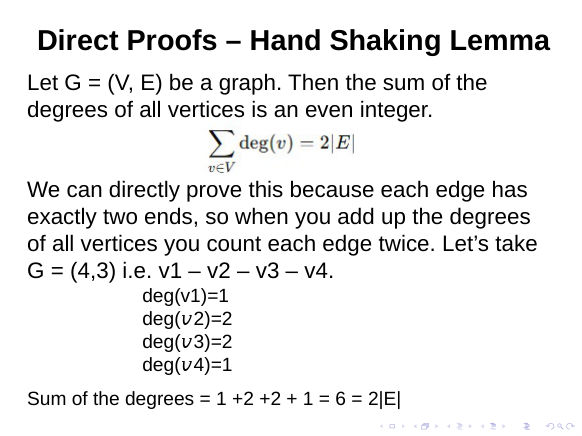 Direct Proofs – Hand Shaking Lemma
Let G = (V, E) be a graph. Then the sum of the
degrees of all vertices is an even integer.
∑ deg(v) = 2|E|
v∈V
We can directly prove this because each edge has
exactly two ends, so when you add up the degrees
of all vertices you count each edge twice. Let’s take
G = (4,3) i.e. v1 – v2 – v3 – v4.
deg(v1)=1
deg(𝑣2)=2
deg(𝑣3)=2
deg(𝑣4)=1
Sum of the degrees = 1 +2 +2 + 1 = 6 = 2|E|